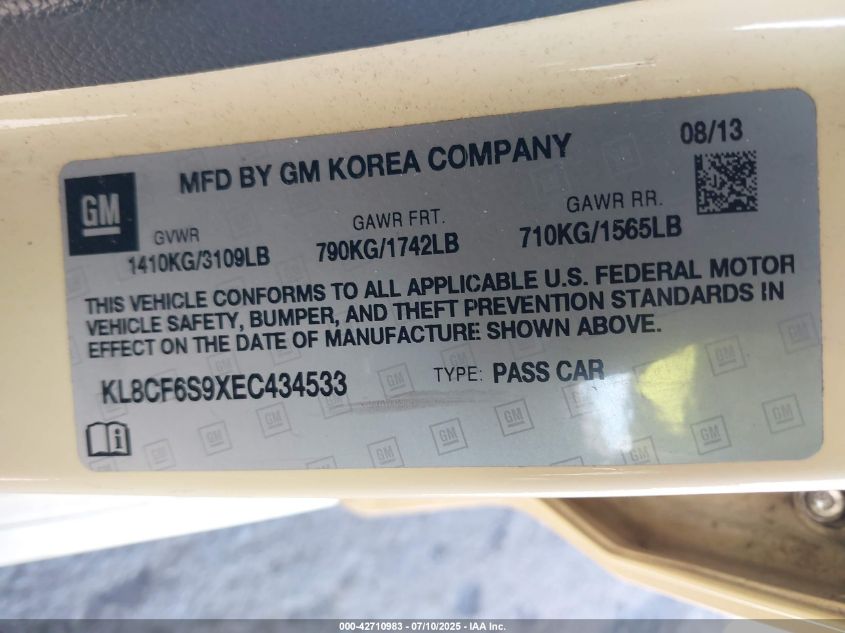 08/13
MFD BY GM KOREA COMPANY
GM
GVWR
GAWR FRT.
GAWR RR.
1410KG/3109LB
790KG/1742LB
710KG/1565LB
THIS VEHICLE CONFORMS TO ALL APPLICABLE U.S. FEDERAL MOTOR
VEHICLE SAFETY, BUMPER, AND THEFT PREVENTION STANDARDS IN
EFFECT ON THE DATE OF MANUFACTURE SHOWN ABOVE.
KL8CF6S9XEC434533
TYPE: PASS CAR
000-42710983 - 07/10/2025 - IAA Inc.